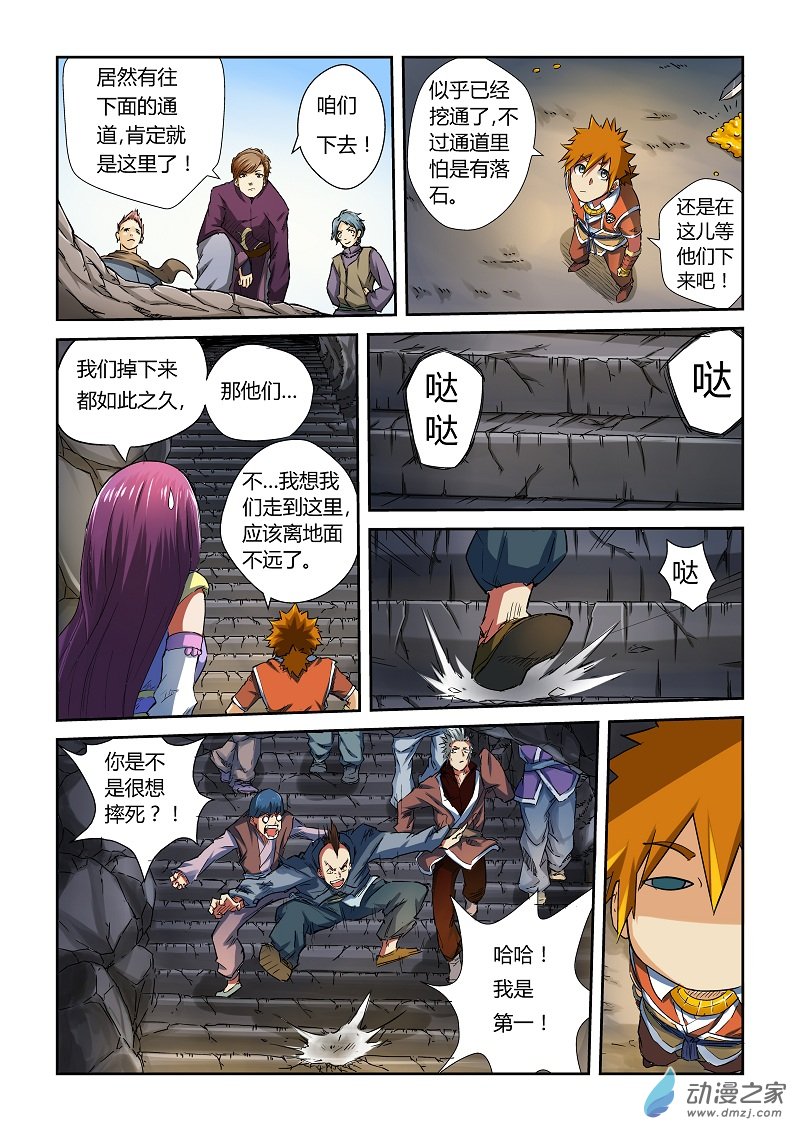 居然有往
下面的通
道,肯定就
是这里了！
咱们
下去！
似乎已经
挖通了,不
过通道里
怕是有落
石。
还是在
这儿等
他们下
来吧！
我们掉下来
都如此之久,
那他们…
不…我想我
们走到这里,
应该离地面
不远了。
哒
哒
哒
哒
你是不
是很想
摔死？！
哈哈！
我是
第一！
动漫之家
www.dmzj.com